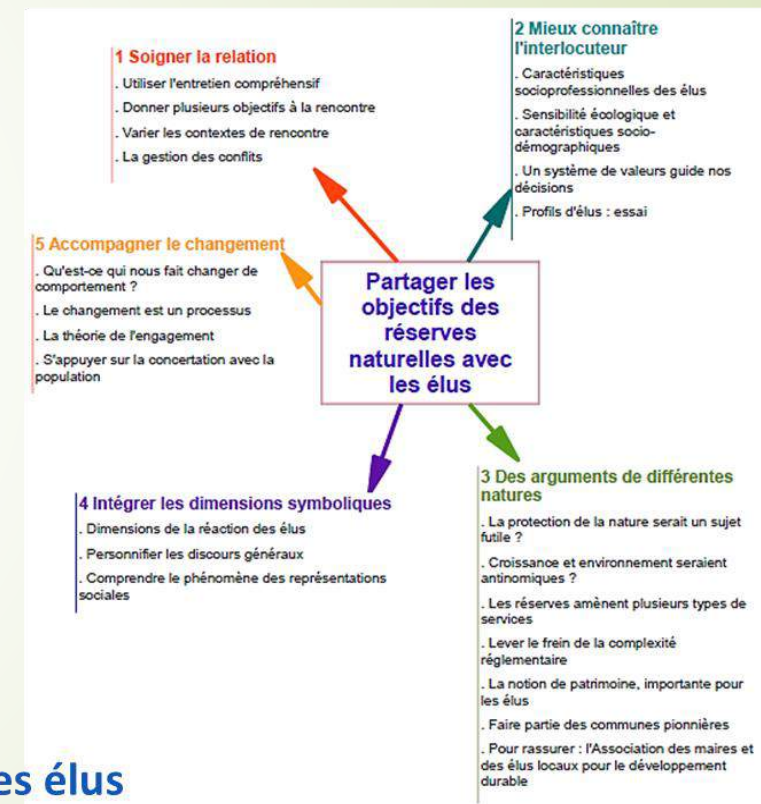 1 Soigner la relation
. Utiliser l'entretien compréhensif
. Donner plusieurs objectifs à la rencontre
. Varier les contextes de rencontre
. La gestion des conflits
2 Mieux connaître
l'interlocuteur
. Caractéristiques
socioprofessionnelles des élus
. Sensibilité écologique et
caractéristiques socio-
démographiques
. Un système de valeurs guide nos
décisions
. Profils d'élus : essai
5 Accompagner le changement
. Qu'est-ce qui nous fait changer de
comportement ?
. Le changement est un processus
. La théorie de l'engagement
. S'appuyer sur la concertation avec la
population
Partager les
objectifs des
réserves
naturelles avec
les élus
4 Intégrer les dimensions symboliques
. Dimensions de la réaction des élus
. Personnifier les discours généraux
. Comprendre le phénomène des représentations
sociales
3 Des arguments de différentes
natures
. La protection de la nature serait un sujet
futile ?
. Croissance et environnement seraient
antinomiques ?
. Les réserves amènent plusieurs types de
services
. Lever le frein de la complexité
réglementaire
. La notion de patrimoine, importante pour
les élus
. Faire partie des communes pionnières
. Pour rassurer : l'Association des maires et
des élus locaux pour le développement
durable
es élus